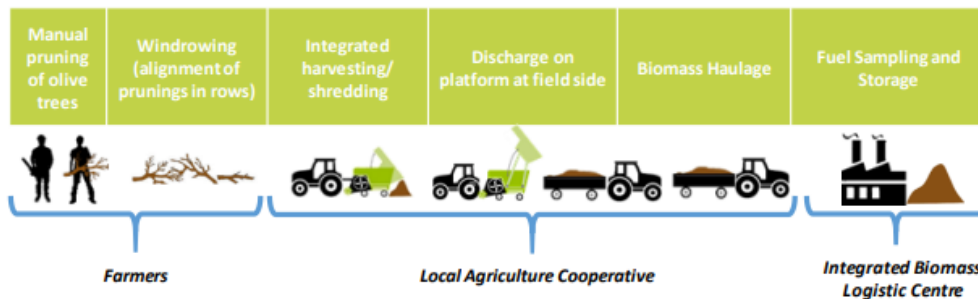 Manual
pruning
of olive
trees
Windrowing
(alignment of
prunings in rows)
Integrated
harvesting/
shredding
Discharge on
platform at field side
Biomass Haulage
Fuel Sampling and
Storage
Farmers
Local Agriculture Cooperative
Integrated Biomass
Logistic Centre